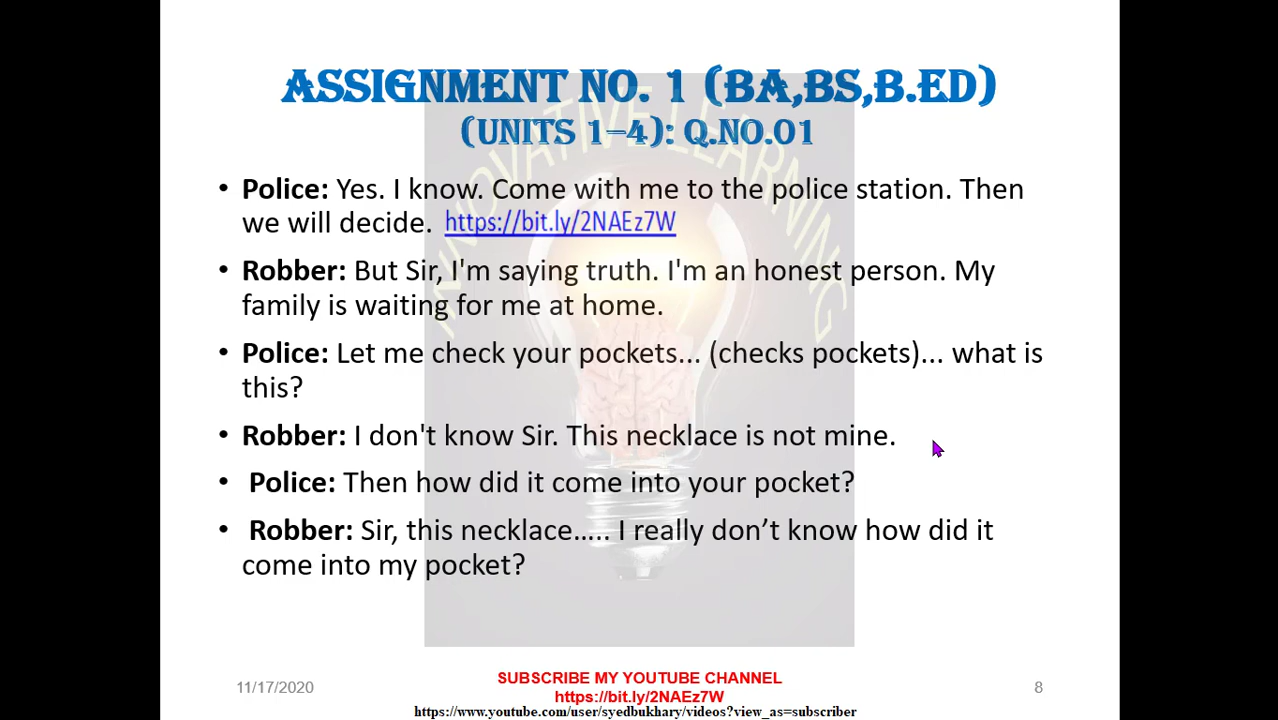 ASSIGNMENT NO. 1 (BA,BS,B.ED)
(UNITS 1–4): Q.NO.01
• Police: Yes. I know. Come with me to the police station. Then
we will decide. https://bit.ly/2NAEz7W
• Robber: But Sir, I'm saying truth. I'm an honest person. My
family is waiting for me at home.
• Police: Let me check your pockets... (checks pockets)... what is
this?
• Robber: I don't know Sir. This necklace is not mine.
• Police: Then how did it come into your pocket?
• Robber: Sir, this necklace..... I really don’t know how did it
come into my pocket?
INNOVATIVE LEARNING
11/17/2020
SUBSCRIBE MY YOUTUBE CHANNEL
https://bit.ly/2NAEz7W
https://www.youtube.com/user/syedbukhary/videos?view_as=subscriber
8